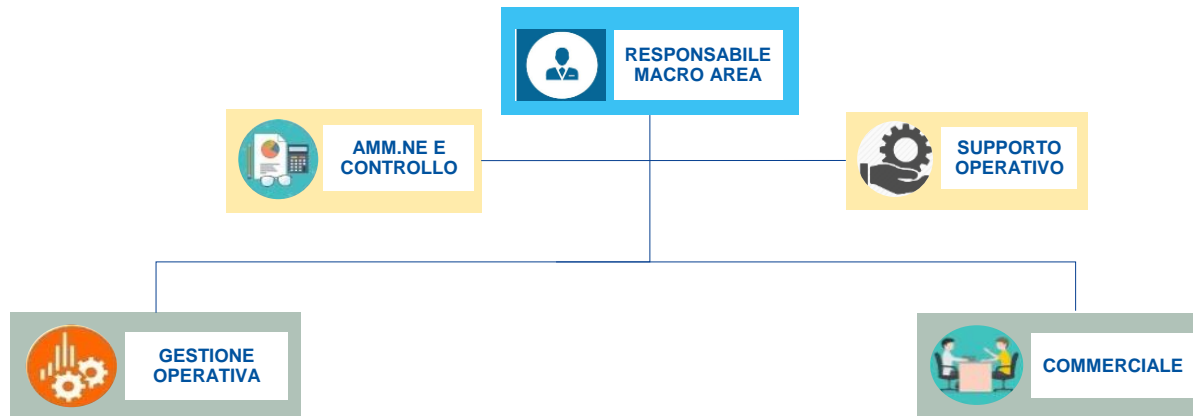 RESPONSABILE
MACRO AREA
AMM.NE E
CONTROLLO
SUPPORTO
OPERATIVO
GESTIONE
OPERATIVA
COMMERCIALE